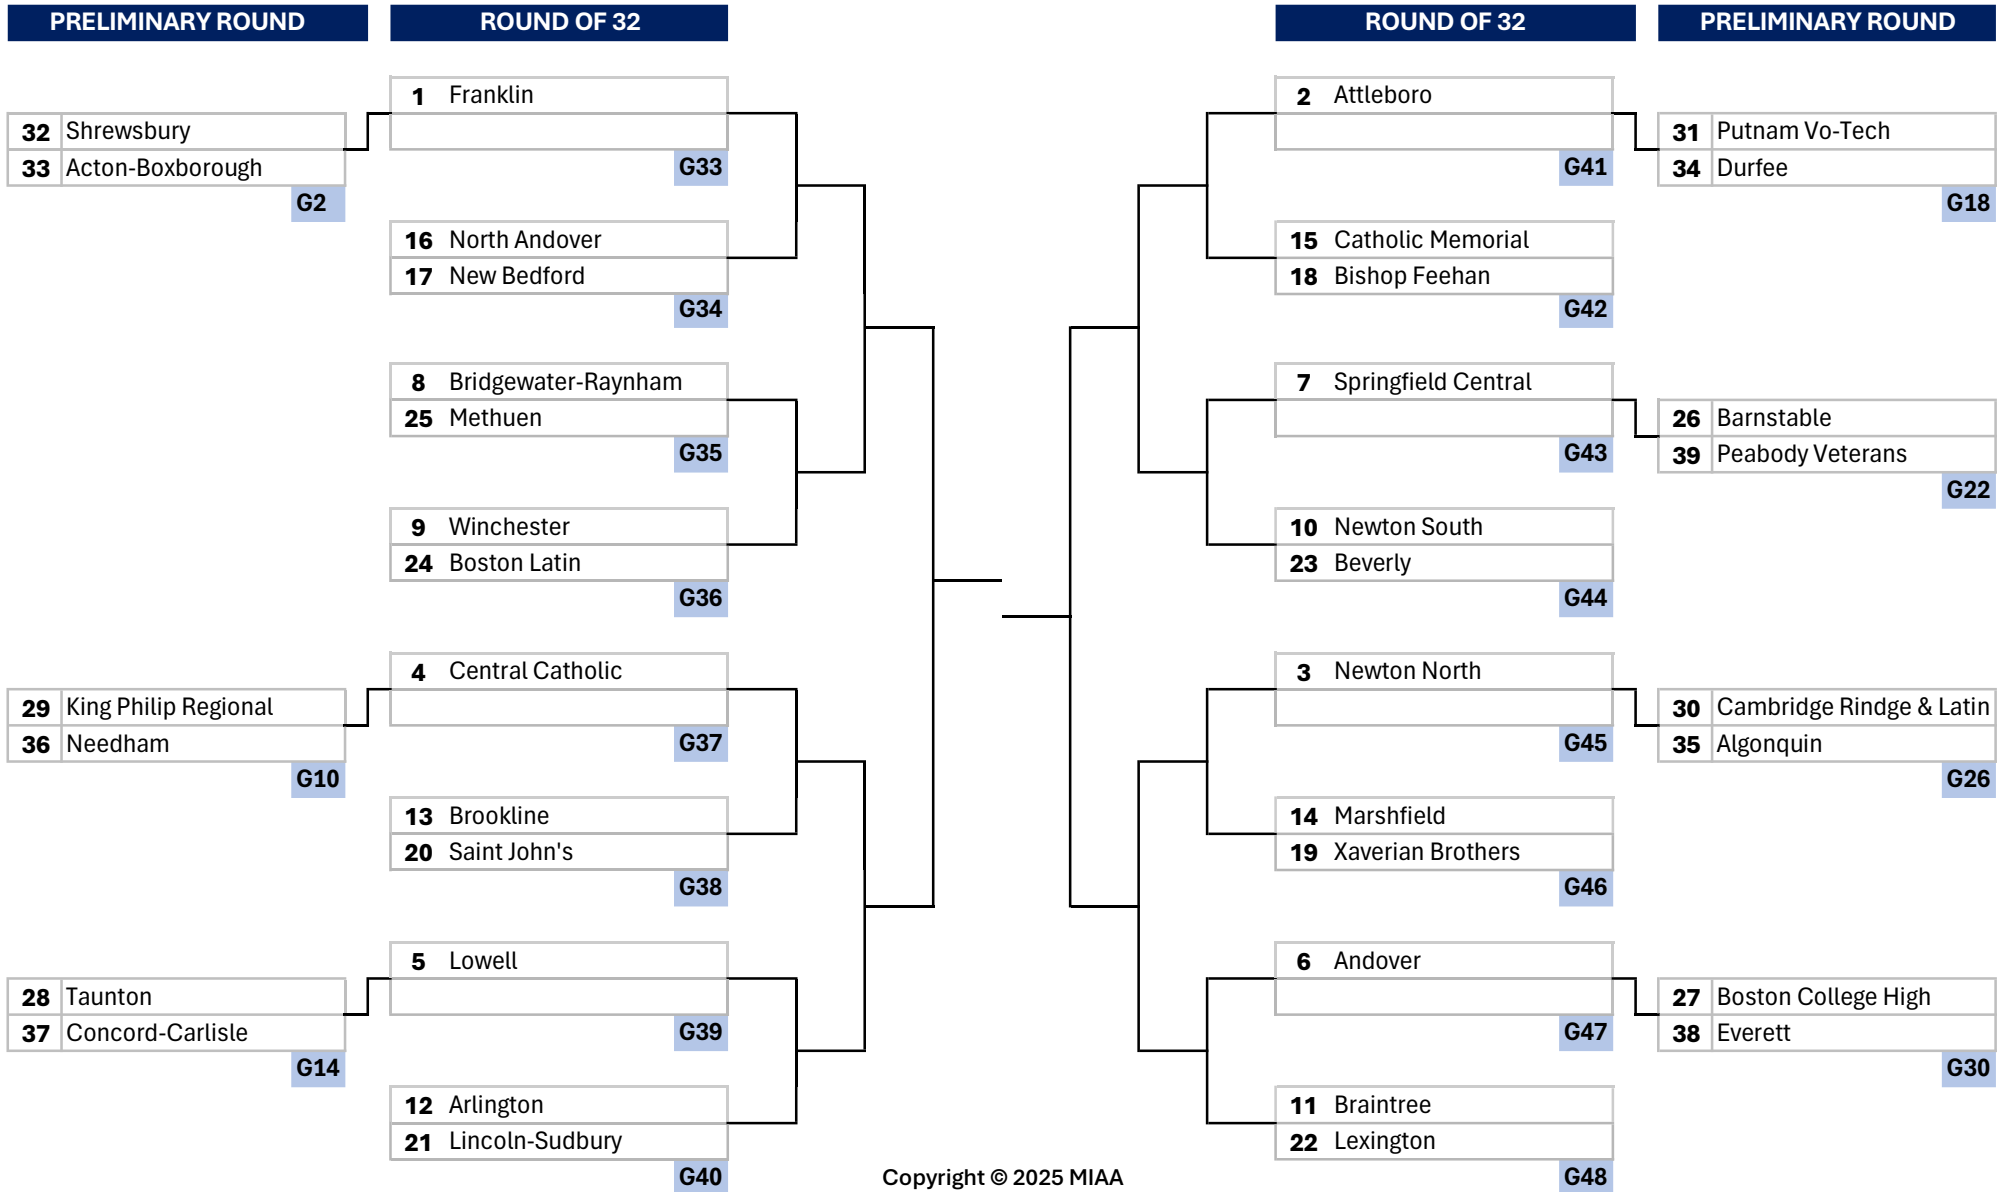 PRELIMINARY ROUND
ROUND OF 32
ROUND OF 32
PRELIMINARY ROUND
32 Shrewsbury
33 Acton-Boxborough
G2
29 King Philip Regional
36 Needham
G10
28 Taunton
37 Concord-Carlisle
G14
1 Franklin
G33
16 North Andover
17 New Bedford
G34
8 Bridgewater-Raynham
25 Methuen
G35
9 Winchester
24 Boston Latin
G36
4 Central Catholic
G37
13 Brookline
20 Saint John's
G38
5 Lowell
G39
12 Arlington
21 Lincoln-Sudbury
G40
2 Attleboro
G41
15 Catholic Memorial
18 Bishop Feehan
G42
7 Springfield Central
G43
10 Newton South
23 Beverly
G44
3 Newton North
G45
14 Marshfield
19 Xaverian Brothers
G46
6 Andover
G47
11 Braintree
22 Lexington
G48
31 Putnam Vo-Tech
34 Durfee
G18
26 Barnstable
39 Peabody Veterans
G22
30 Cambridge Rindge & Latin
35 Algonquin
G26
27 Boston College High
38 Everett
G30
Copyright © 2025 MIAA